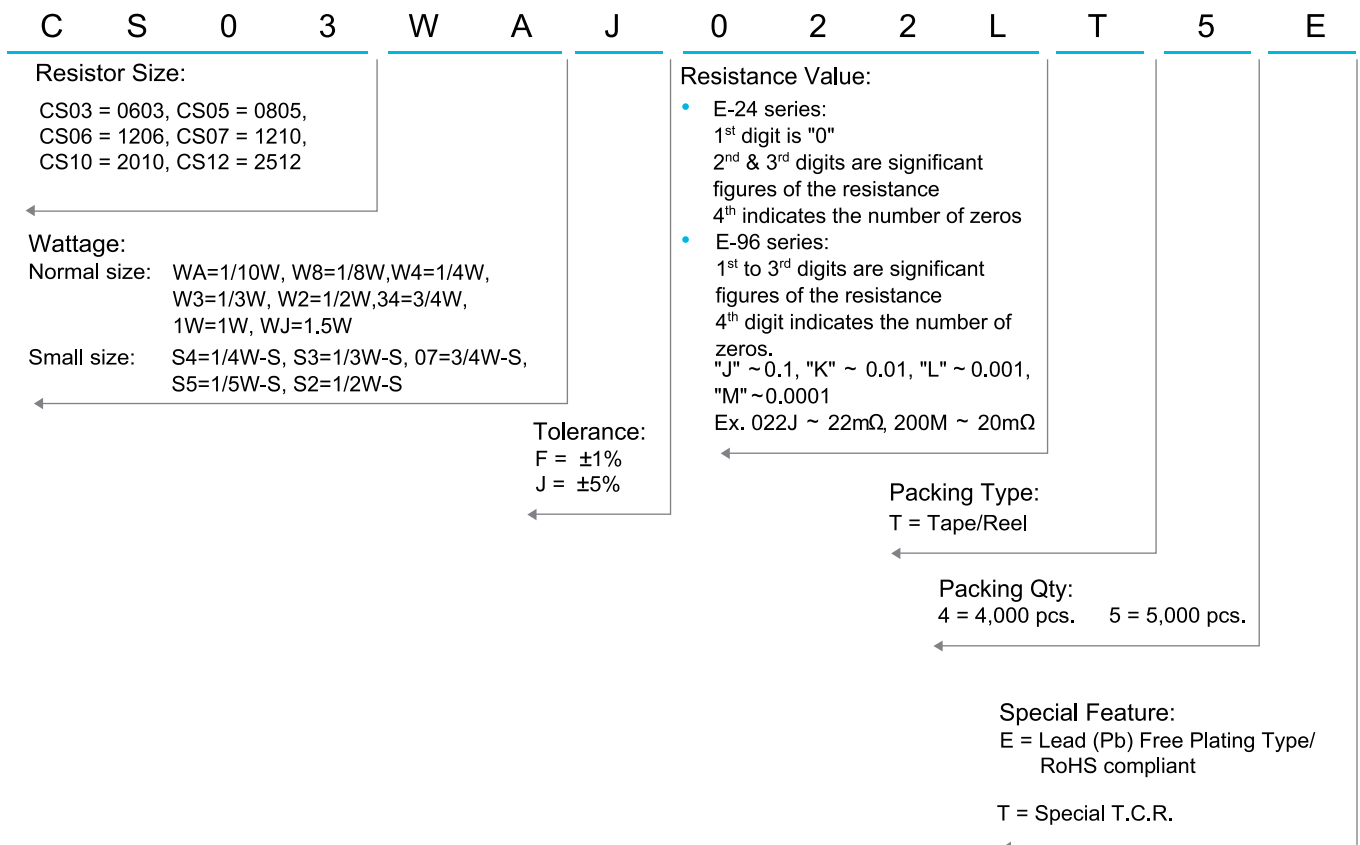 C S 0 3 W A J 0 2 2 L T 5 E
Resistor Size:
CS03 = 0603, CS05 = 0805,
CS06 = 1206, CS07 = 1210,
CS10 = 2010, CS12 = 2512
Wattage:
Normal size: WA=1/10W, W8=1/8W,W4=1/4W,
W3=1/3W, W2=1/2W,34=3/4W,
1W=1W, WJ=1.5W
Small size: S4=1/4W-S, S3=1/3W-S, 07=3/4W-S,
S5=1/5W-S, S2=1/2W-S
Tolerance:
F = ±1%
J = ±5%
Resistance Value:
• E-24 series:
1st digit is "0"
2nd & 3rd digits are significant
figures of the resistance
4th indicates the number of zeros
• E-96 series:
1st to 3rd digits are significant
figures of the resistance
4th digit indicates the number of
zeros.
"J" ~ 0.1, "K" ~ 0.01, "L" ~ 0.001,
"M" ~ 0.0001
Ex. 022J ~ 22mΩ, 200M ~ 20mΩ
Packing Type:
T = Tape/Reel
Packing Qty:
4 = 4,000 pcs. 5 = 5,000 pcs.
Special Feature:
E = Lead (Pb) Free Plating Type/
RoHS compliant
T = Special T.C.R.